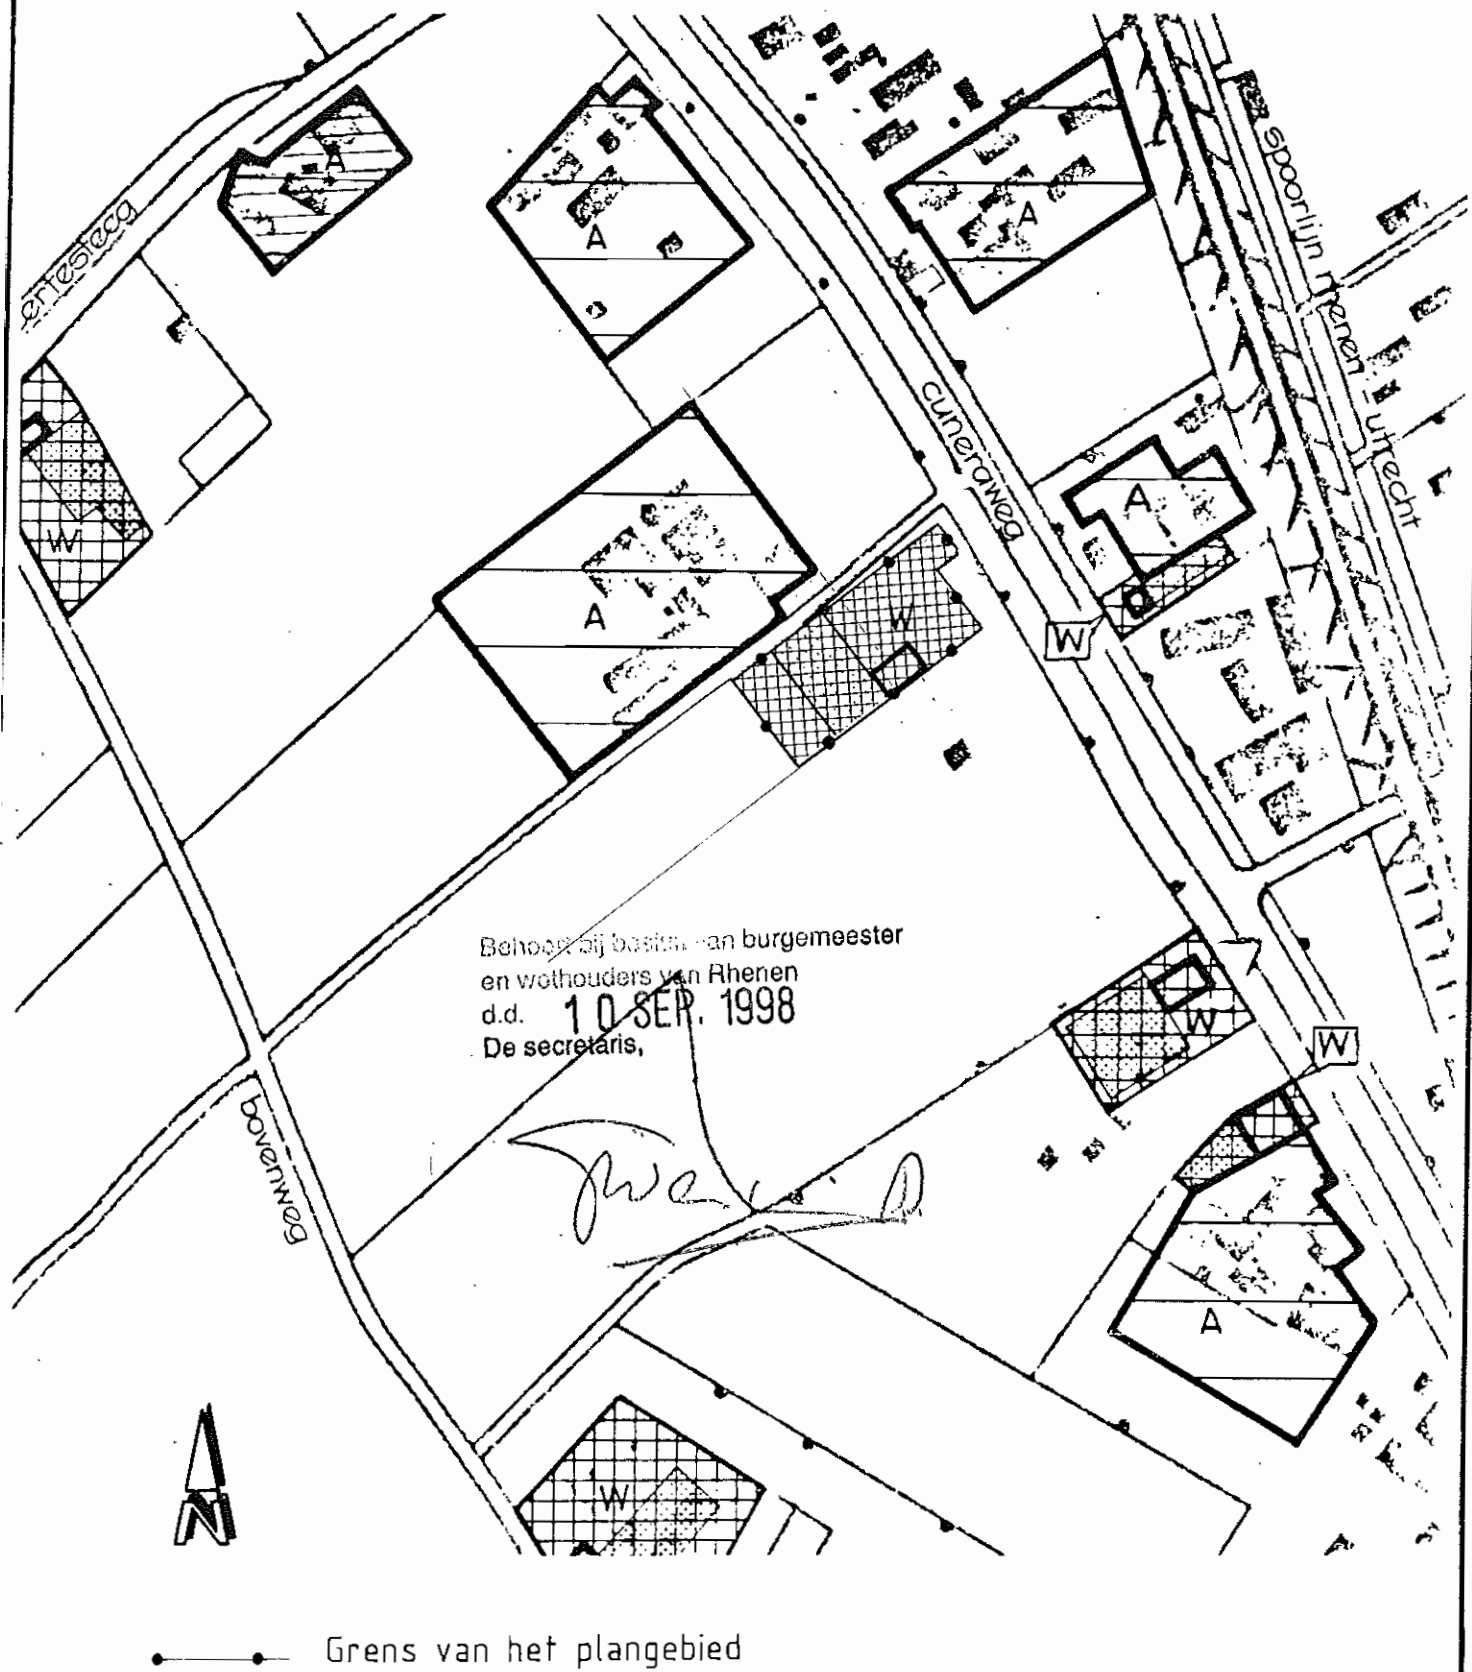 A
A
A
spoorlijn rhenen utrecht
cuneraweg
A
W
A
W
W
Behoort bij besluit van burgemeester
en wethouders van Rhenen
d.d. 10 SEP. 1998
De secretaris,
W
W
bovenweg
A
W
N
Grens van het plangebied